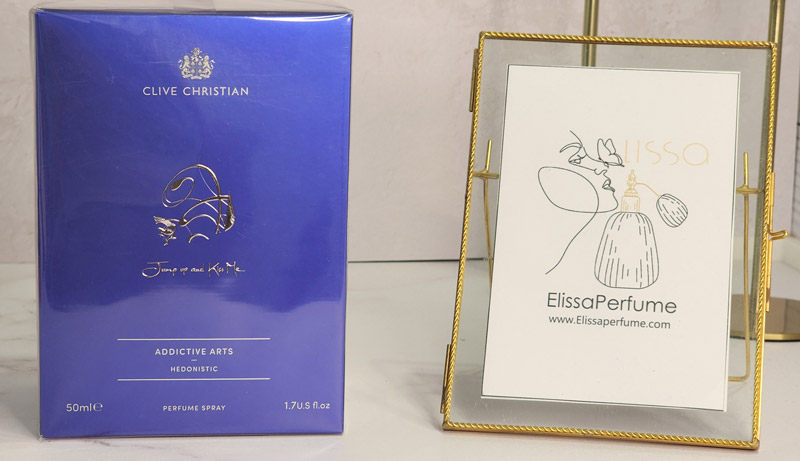 CLIVE CHRISTIAN
Jump up and Kiss Me
ADDICTIVE ARTS
HEDONISTIC
50ml℮
PERFUME SPRAY
1.7U.S fl.oz
ELISSA
ElissaPerfume
www.Elissaperfume.com